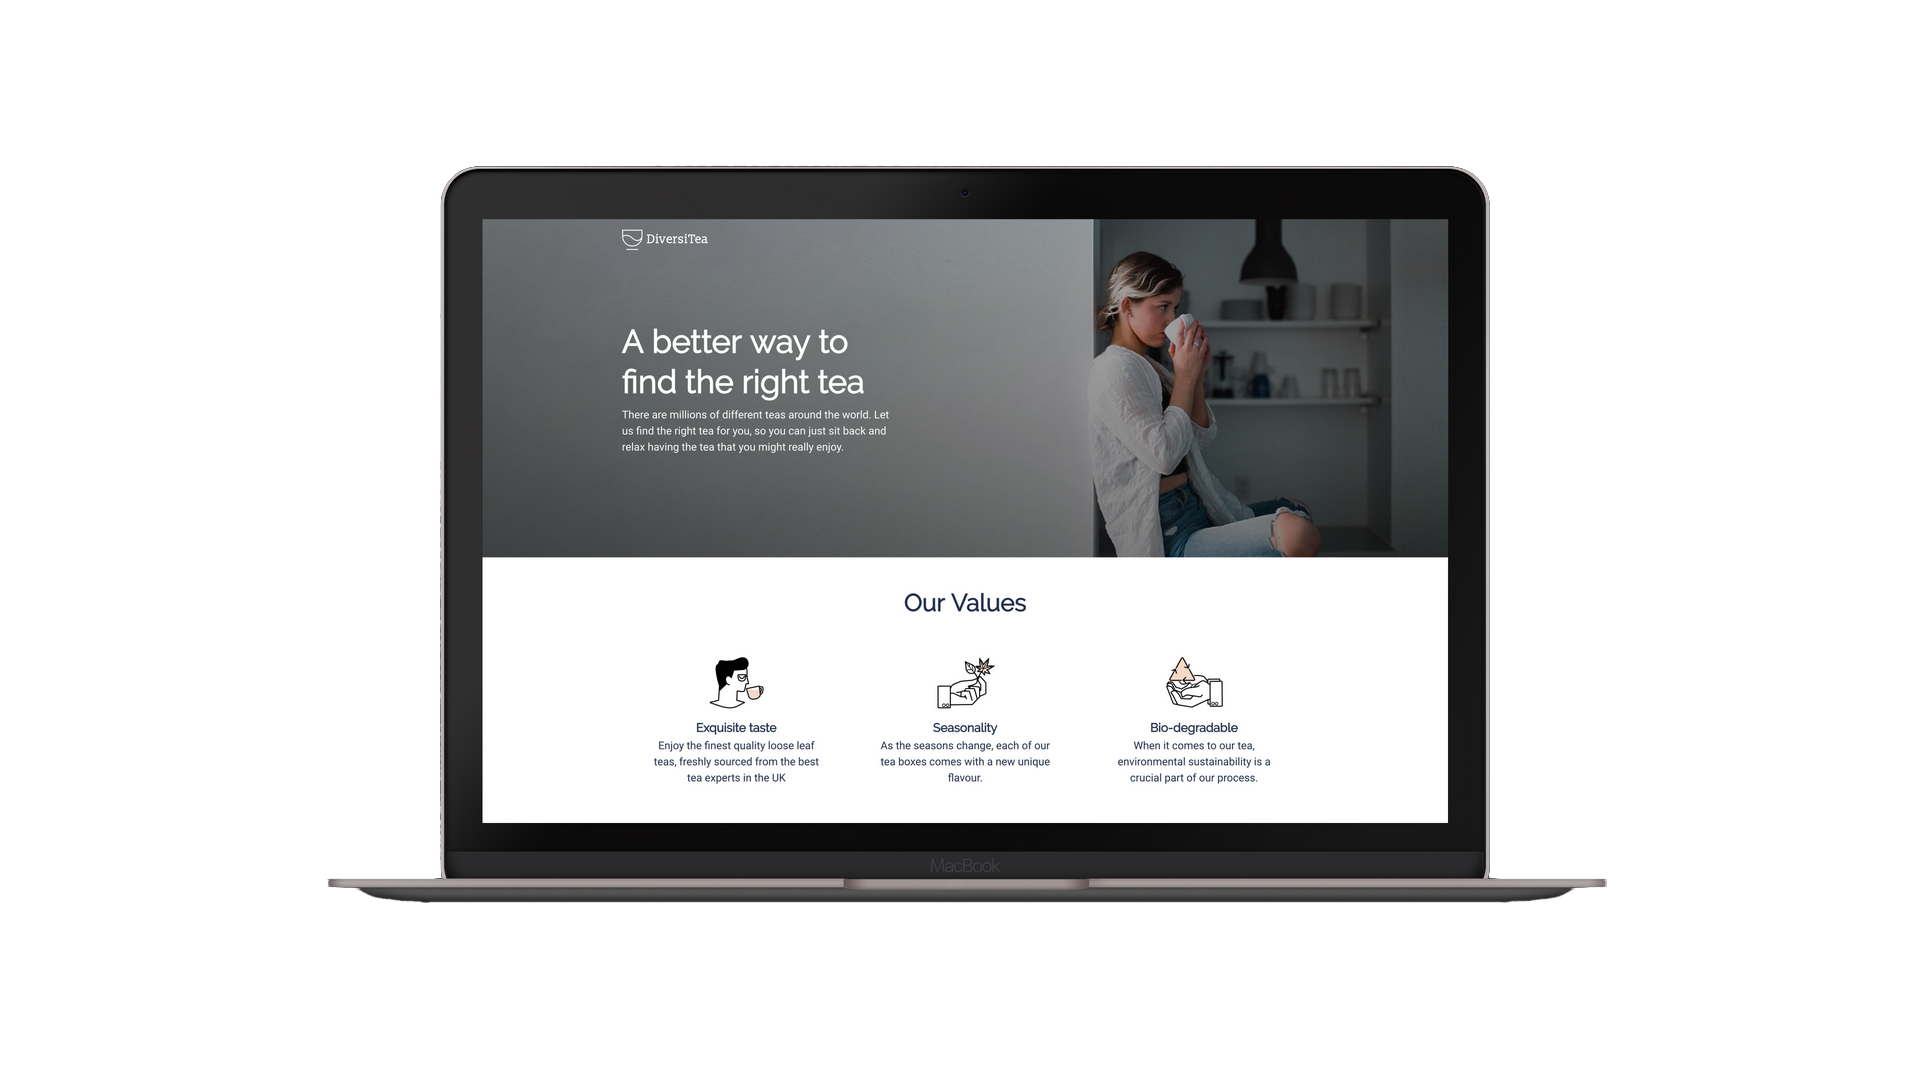 DiversiTea
A better way to
find the right tea
There are millions of different teas around the world. Let
us find the right tea for you, so you can just sit back and
relax having the tea that you might really enjoy.
Our Values
Exquisite taste
Enjoy the finest quality loose leaf
teas, freshly sourced from the best
tea experts in the UK
Seasonality
As the seasons change, each of our
tea boxes comes with a new unique
flavour.
Bio-degradable
When it comes to our tea,
environmental sustainability is a
crucial part of our process.
MacBook